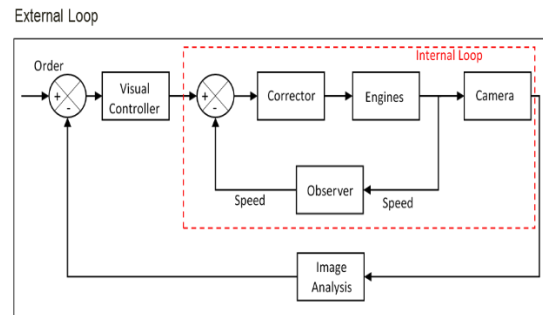 External Loop
Internal Loop
Order
+
-
Visual
Controller
+
-
Corrector
Engines
Camera
Observer
Speed
Speed
Image
Analysis